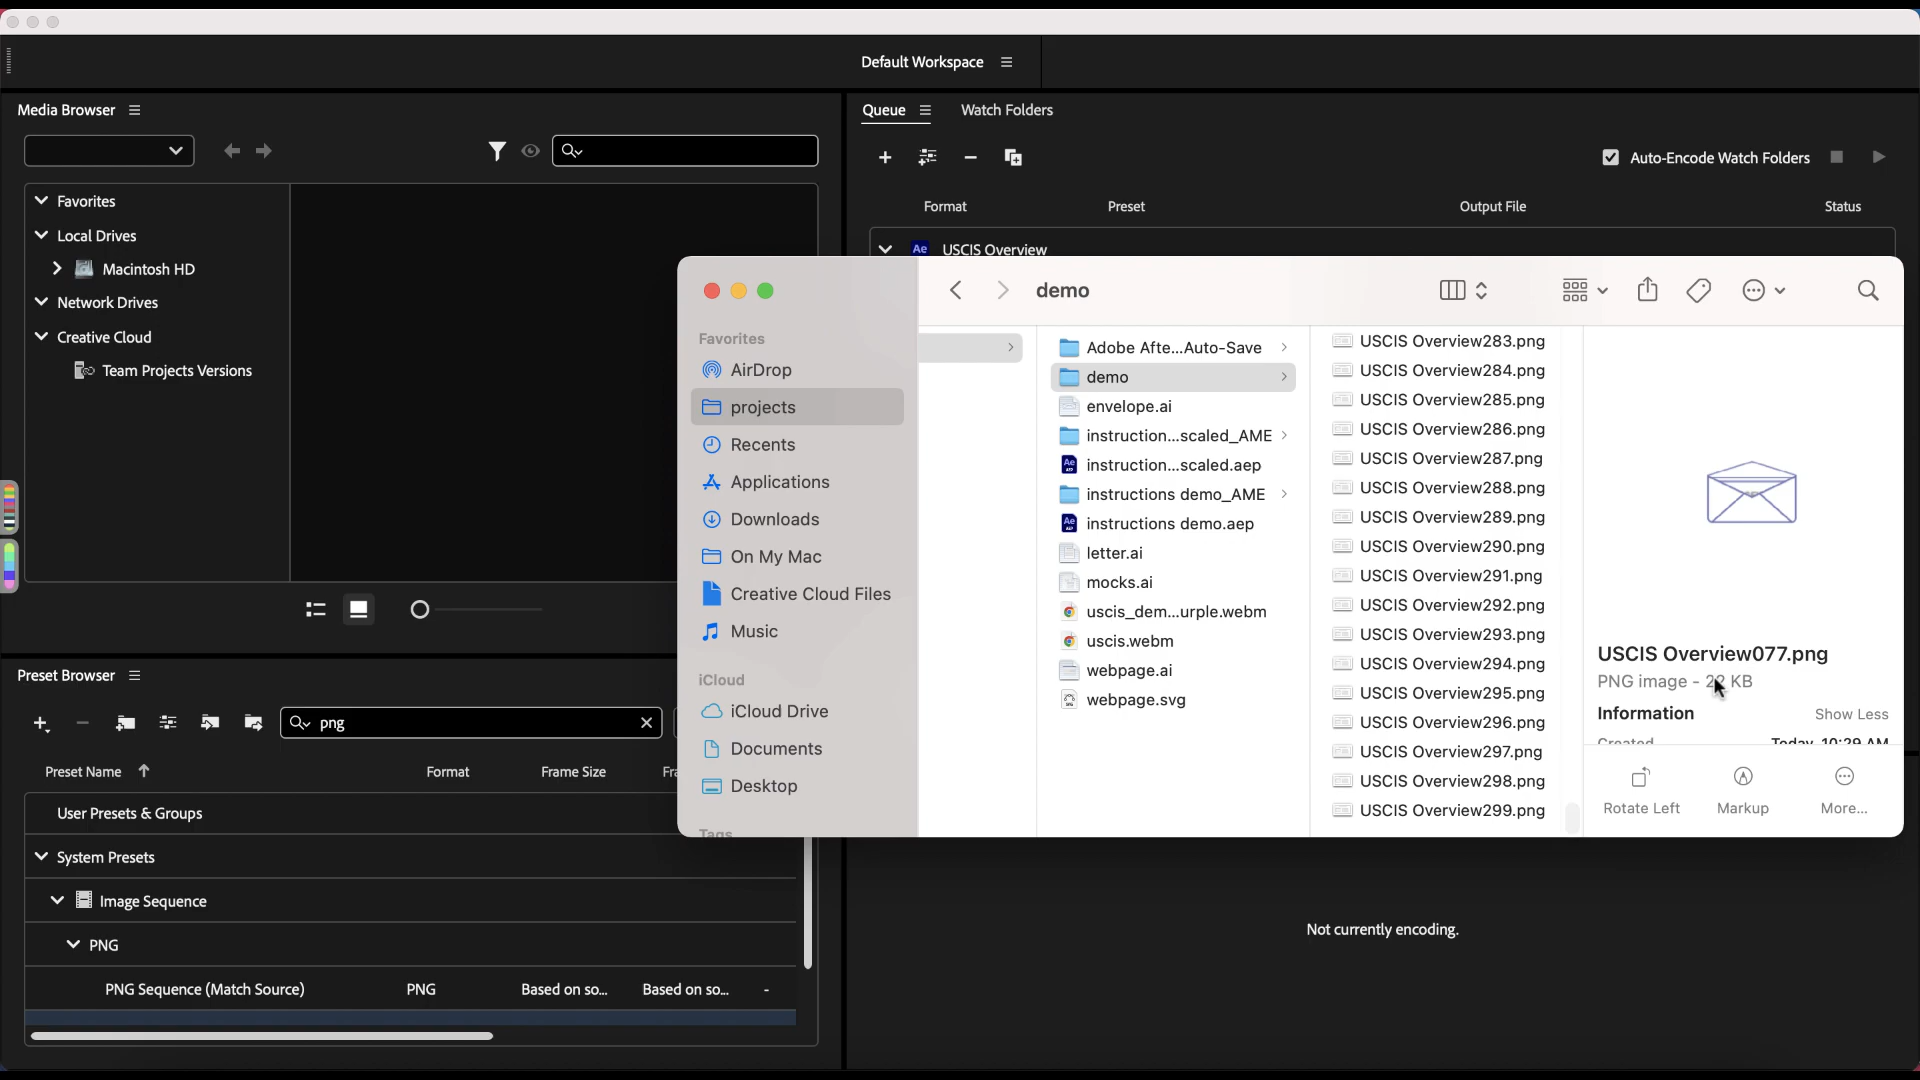 Default Workspace
Media Browser
Favorites
Local Drives
Macintosh HD
Network Drives
Creative Cloud
Team Projects Versions
Queue
Watch Folders
Auto-Encode Watch Folders
Format
Preset
Output File
Status
Ae
USCIS Overview
demo
Favorites
AirDrop
projects
Recents
Applications
Downloads
On My Mac
Creative Cloud Files
Music
iCloud
iCloud Drive
Documents
Desktop
Tags
Adobe Afte...Auto-Save
demo
envelope.ai
instruction...scaled_AME
instruction...scaled.aep
instructions demo_AME
instructions demo.aep
letter.ai
mocks.ai
uscis_dem...urple.webm
uscis.webm
webpage.ai
webpage.svg
USCIS Overview283.png
USCIS Overview284.png
USCIS Overview285.png
USCIS Overview286.png
USCIS Overview287.png
USCIS Overview288.png
USCIS Overview289.png
USCIS Overview290.png
USCIS Overview291.png
USCIS Overview292.png
USCIS Overview293.png
USCIS Overview294.png
USCIS Overview295.png
USCIS Overview296.png
USCIS Overview297.png
USCIS Overview298.png
USCIS Overview299.png
USCIS Overview077.png
PNG image - KB
Information
Show Less
Created
Today, 10:29 AM
Rotate Left
Markup
More...
Preset Browser
png
Preset Name
Format
Frame Size
Fra
User Presets & Groups
System Presets
Image Sequence
PNG
PNG Sequence (Match Source)
PNG
Based on so...
Based on so...
-
Not currently encoding.